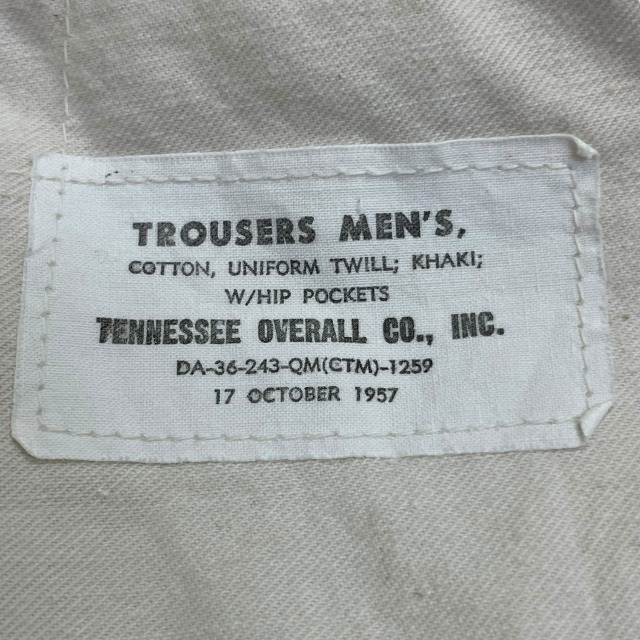 TROUSERS MEN'S,
COTTON, UNIFORM TWILL; KHAKI;
W/HIP POCKETS
TENNESSEE OVERALL CO., INC.
DA-36-243-QM(CTM)-1259
17 OCTOBER 1957